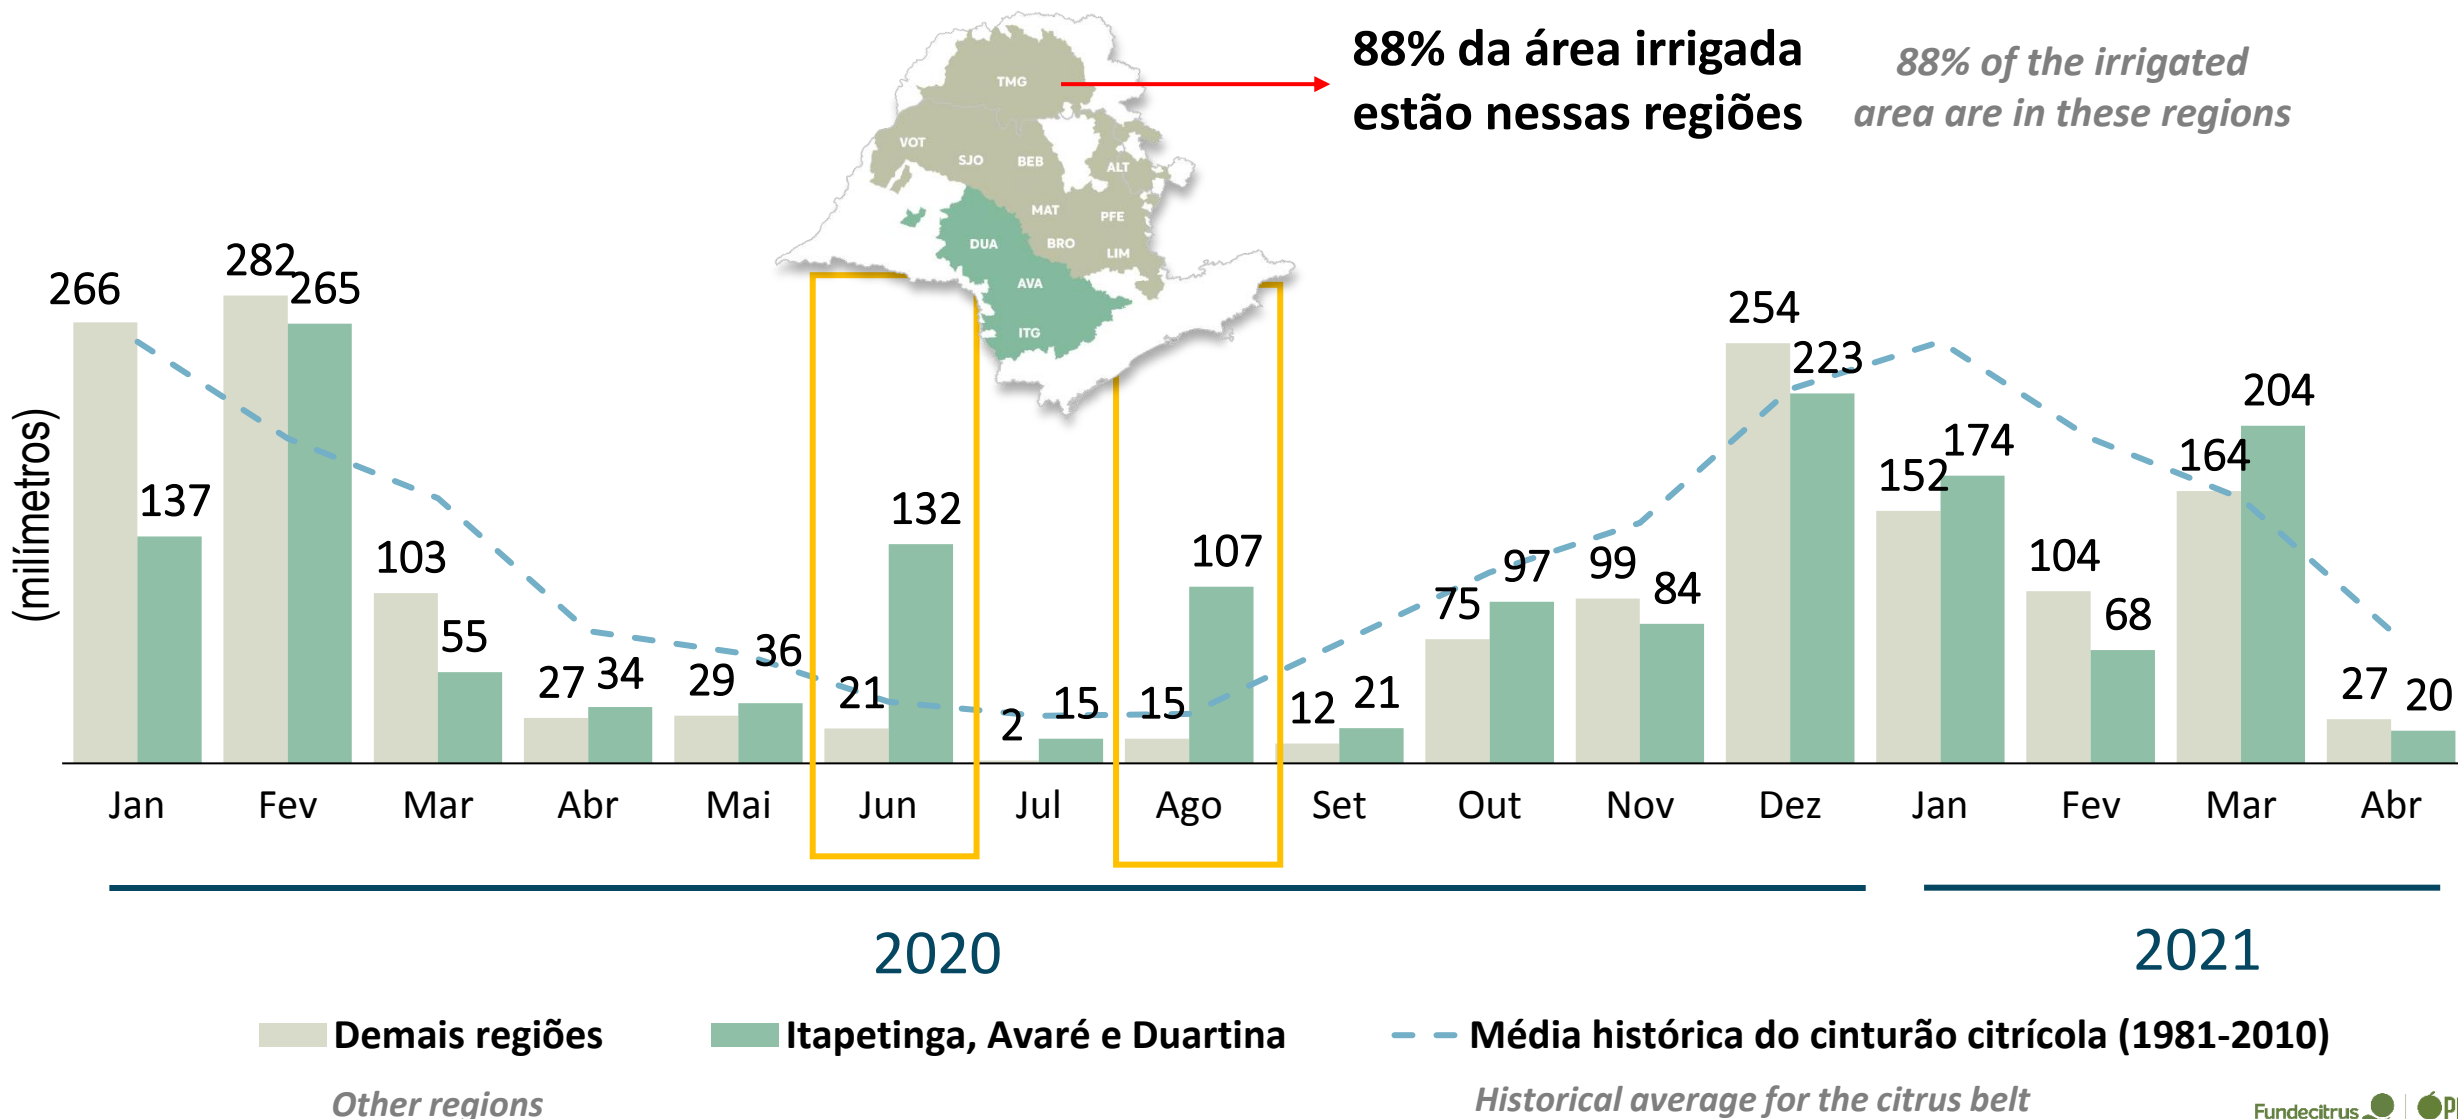 88% da área irrigada
estão nessas regiões
88% of the irrigated
area are in these regions
TMG
VOT
SJO
BEB
ALT
MAT
PFE
DUA
BRO
LIM
AVA
ITG
(milímetros)
266
137
282
265
103
55
27
34
29
36
21
132
2
15
15
107
12
21
75
97
99
84
254
223
152
174
104
68
164
204
27
20
Jan Fev Mar Abr Mai Jun Jul Ago Set Out Nov Dez Jan Fev Mar Abr
2020
2021
Demais regiões
Itapetinga, Avaré e Duartina
Média histórica do cinturão citrícola (1981-2010)
Other regions
Historical average for the citrus belt
Fundecitrus